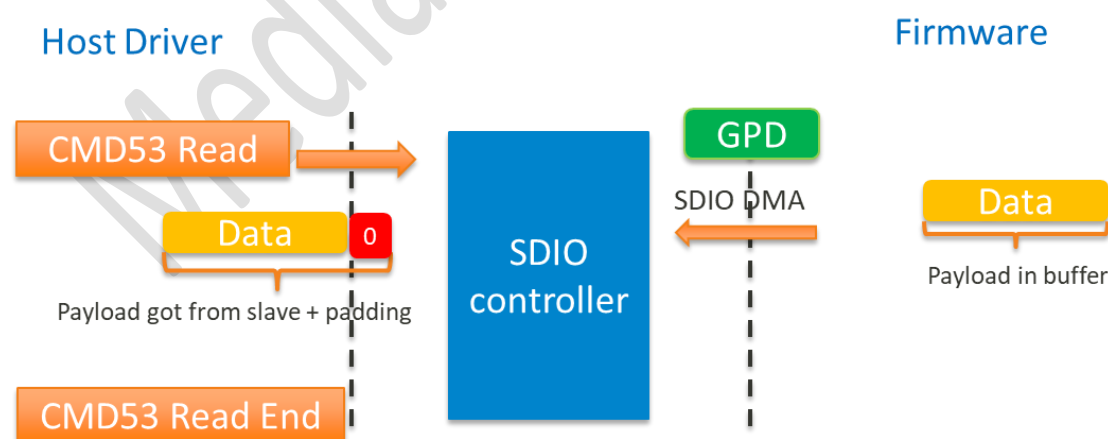 Host Driver
Firmware
CMD53 Read
GPD
SDIO DMA
Data
Data
0
SDIO
controller
Payload in buffer
Payload got from slave + padding
CMD53 Read End